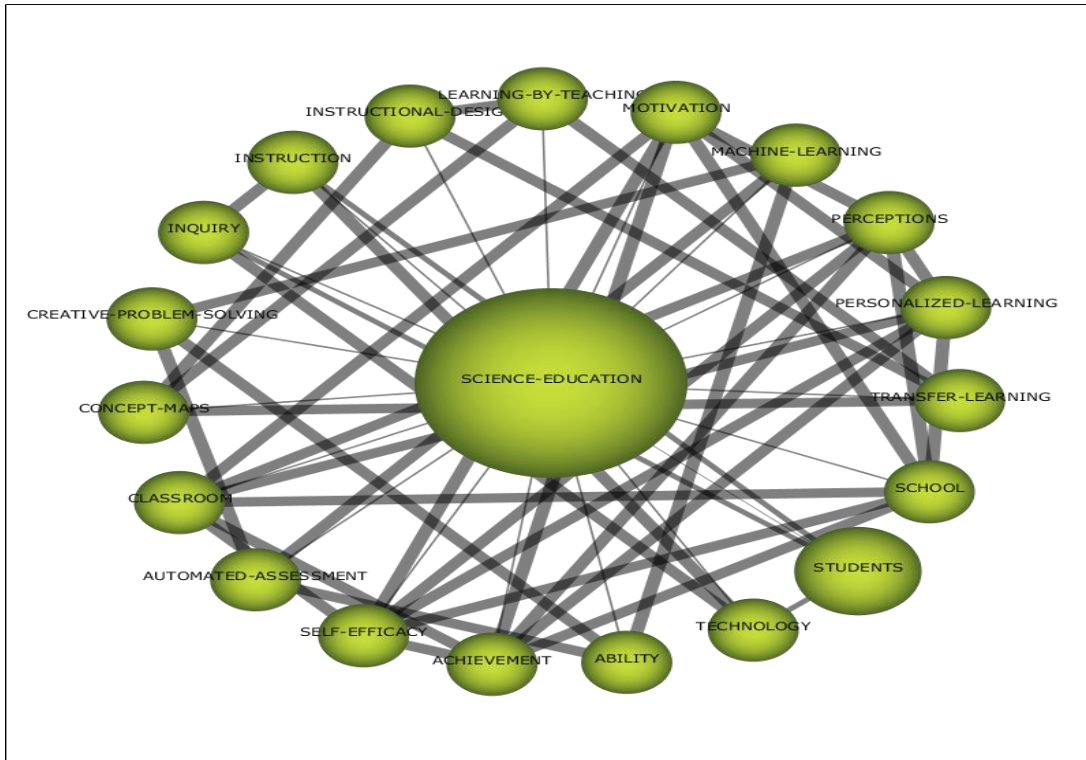 LEARNING-BY-TEACHING
MOTIVATION
INSTRUCTIONAL-DESIG
MACHINE-LEARNING
INSTRUCTION
PERCEPTIONS
INQUIRY
PERSONALIZED-LEARNING
CREATIVE-PROBLEM-SOLVING
SCIENCE-EDUCATION
TRANSFER-LEARNING
CONCEPT-MAPS
SCHOOL
CLASSROOM
STUDENTS
AUTOMATED-ASSESSMENT
TECHNOLOGY
SELF-EFFICACY
ABILITY
ACHIEVEMENT